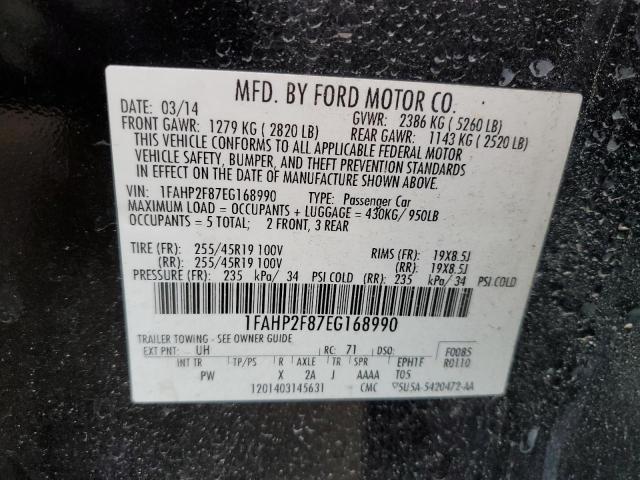 MFD. BY FORD MOTOR CO.
DATE: 03/14 GVWR: 2386 KG ( 5260 LB)
FRONT GAWR: 1279 KG ( 2820 LB) REAR GAWR: 1143 KG ( 2520 LB)
THIS VEHICLE CONFORMS TO ALL APPLICABLE FEDERAL MOTOR
VEHICLE SAFETY, BUMPER, AND THEFT PREVENTION STANDARDS
IN EFFECT ON THE DATE OF MANUFACTURE SHOWN ABOVE.
VIN: 1FAHP2F87EG168990 TYPE: Passenger Car
MAXIMUM LOAD = OCCUPANTS + LUGGAGE = 430KG/ 950LB
OCCUPANTS = 5 TOTAL; 2 FRONT, 3 REAR
TIRE (FR): 255/45R19 100V RIMS (FR): 19X8.5J
(RR): 255/45R19 100V (RR): 19X8.5J
PRESSURE (FR): 235 kPa/ 34 PSI COLD (RR): 235 kPa/ 34 PSI COLD
1FAHP2F87EG168990
TRAILER TOWING - SEE OWNER GUIDE
EXT PNT: UH RC: 71 DSO: F0085
INT TR TP/PS R AXLE TR SPR EPH1F R0110
PW X 2A J AAAA T05
1201403145631 CMC 5U5A-5420472-AA